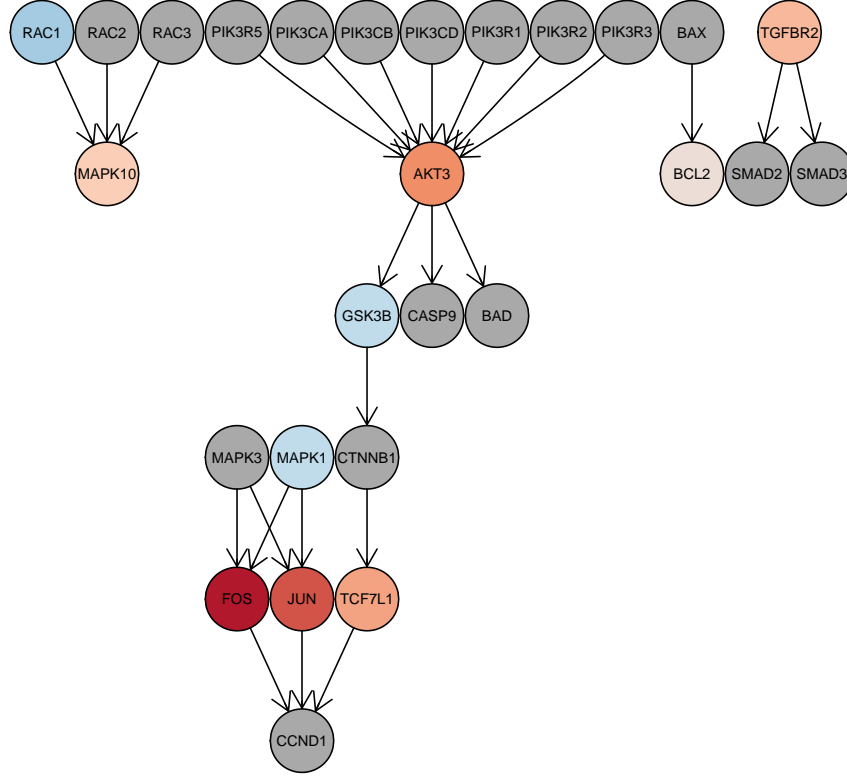 RAC1 RAC2 RAC3 PIK3R5 PIK3CA PIK3CB PIK3CD PIK3R1 PIK3R2 PIK3R3 BAX TGFBR2
MAPK10 AKT3 BCL2 SMAD2 SMAD3
GSK3B CASP9 BAD
MAPK3 MAPK1 CTNNB1
FOS JUN TCF7L1
CCND1